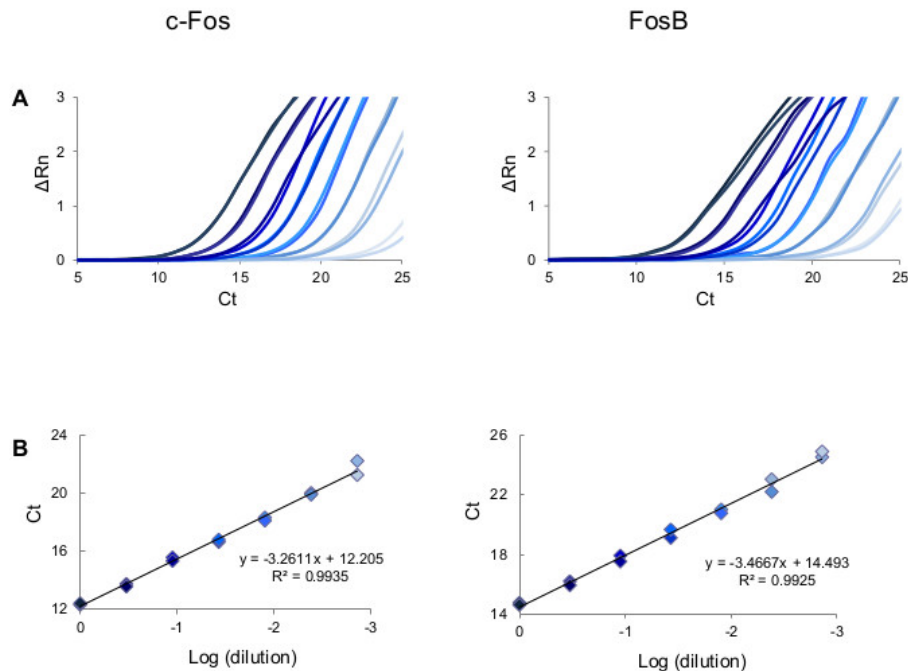 c-Fos
FosB
A
3
2
1
0
ΔRn
5
10
15
20
25
Ct
3
2
1
0
ΔRn
5
10
15
20
25
Ct
B
24
20
16
12
Ct
y = -3.2611x + 12.205
R² = 0.9935
0
-1
-2
-3
Log (dilution)
26
22
18
14
Ct
y = -3.4667x + 14.493
R² = 0.9925
0
-1
-2
-3
Log (dilution)